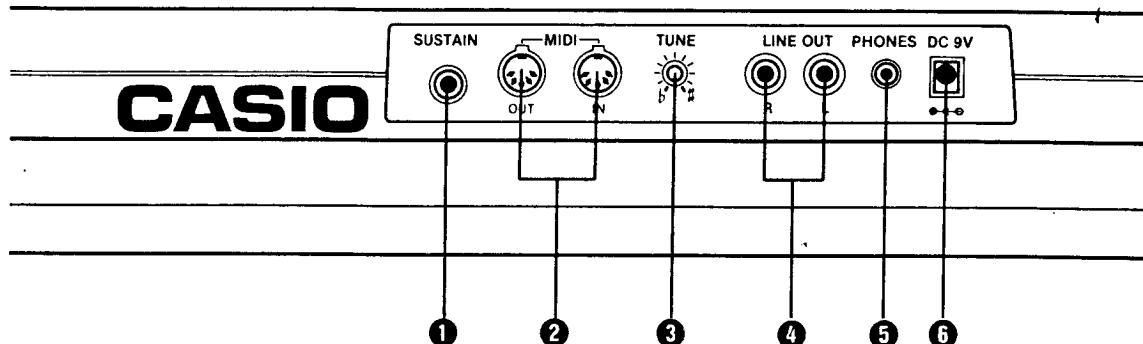 SUSTAIN MIDI TUNE LINE OUT PHONES DC 9V
OUT IN ♭ ♯ R L
CASIO
1 2 3 4 5 6